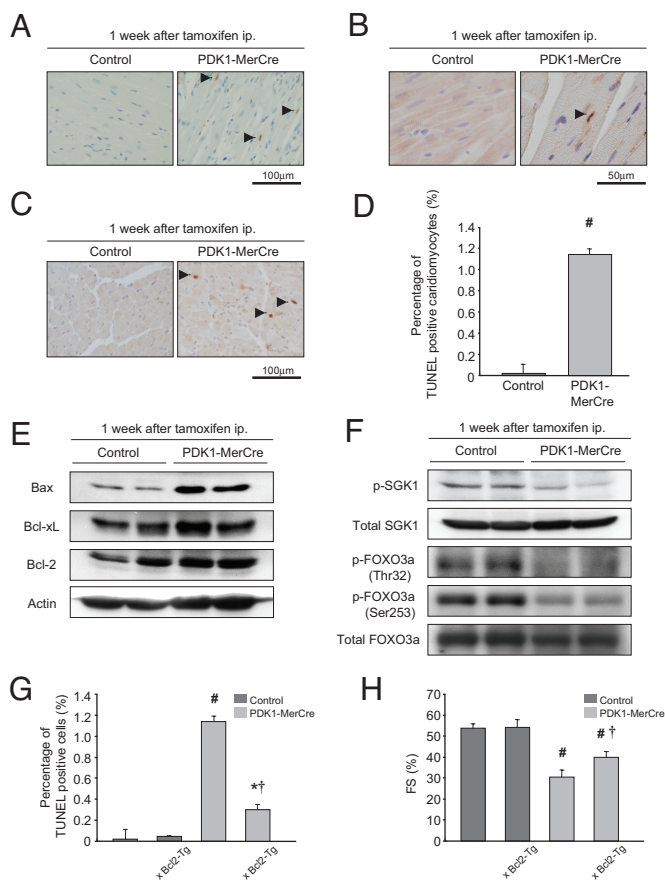 A
1 week after tamoxifen ip.
Control PDK1-MerCre
100μm
B
1 week after tamoxifen ip.
Control PDK1-MerCre
50μm
C
1 week after tamoxifen ip.
Control PDK1-MerCre
100μm
D
Percentage of
TUNEL positive caridiomyocytes (%)
1.4
1.2
1.0
0.8
0.6
0.4
0.2
0
#
Control PDK1-
MerCre
E
1 week after tamoxifen ip.
Control PDK1-MerCre
Bax
Bcl-xL
Bcl-2
Actin
F
1 week after tamoxifen ip.
Control PDK1-MerCre
p-SGK1
Total SGK1
p-FOXO3a
(Thr32)
p-FOXO3a
(Ser253)
Total FOXO3a
G
Percentage of
TUNEL positive cells (%)
1.4
1.2
1.0
0.8
0.6
0.4
0.2
0
Control
PDK1-MerCre
#
*†
x Bcl2-Tg
x Bcl2-Tg
H
FS (%)
70
60
50
40
30
20
10
0
Control
PDK1-MerCre
#
# †
x Bcl2-Tg
x Bcl2-Tg